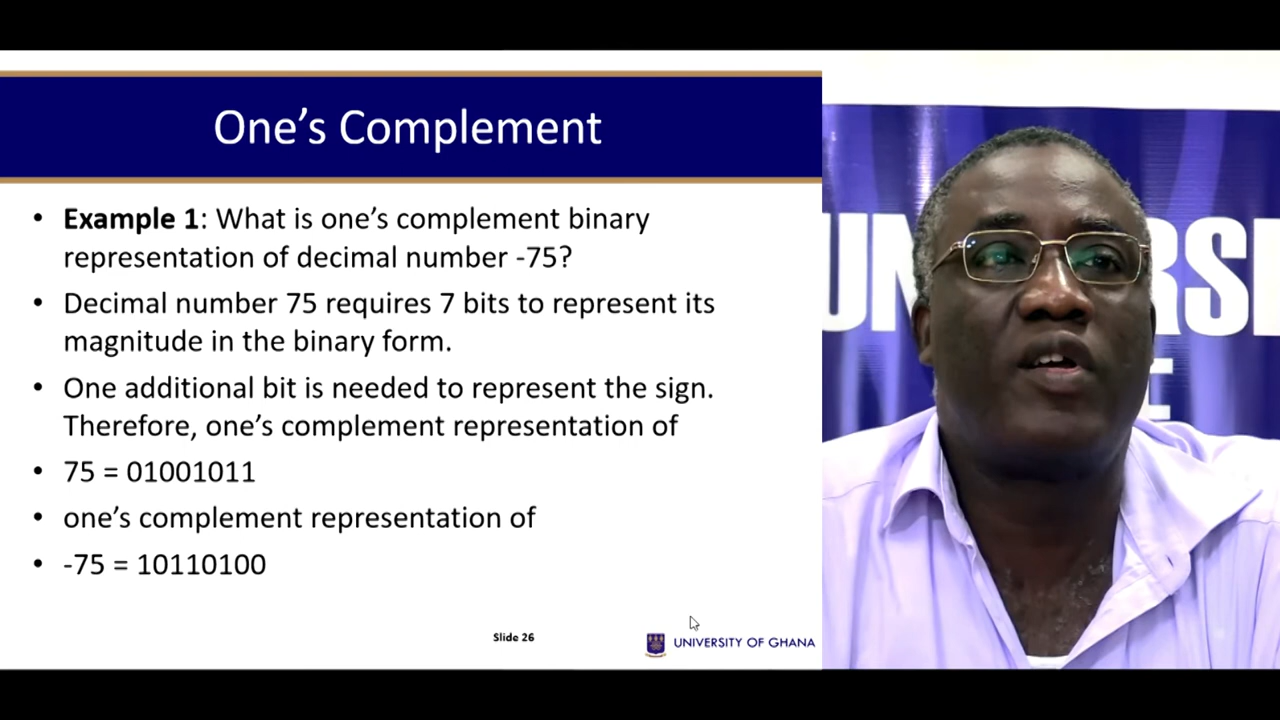 One’s Complement
• Example 1: What is one’s complement binary
representation of decimal number -75?
• Decimal number 75 requires 7 bits to represent its
magnitude in the binary form.
• One additional bit is needed to represent the sign.
Therefore, one’s complement representation of
• 75 = 01001011
• one’s complement representation of
• -75 = 10110100
Slide 26
UNIVERSITY OF GHANA